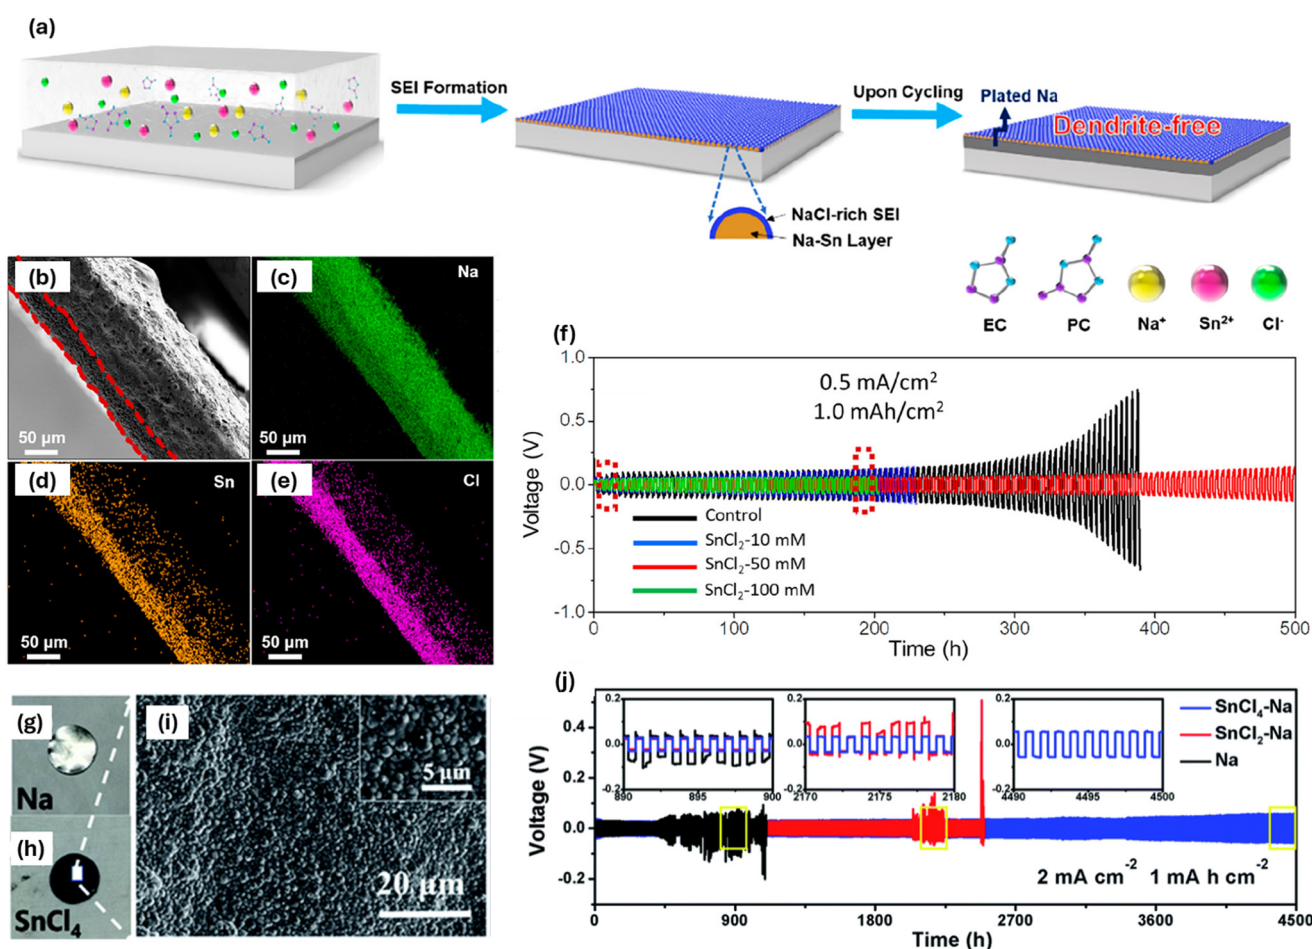 (a)
SEI Formation
Upon Cycling
Plated Na
Dendrite-free
NaCl-rich SEI
Na-Sn Layer
EC
PC
Na⁺
Sn²⁺
Cl⁻
(b)
50 µm
(c)
Na
50 µm
(d)
Sn
50 µm
(e)
Cl
50 µm
(f)
1.0
0.5
0.0
-0.5
-1.0
Voltage (V)
0.5 mA/cm²
1.0 mAh/cm²
Control
SnCl₂-10 mM
SnCl₂-50 mM
SnCl₂-100 mM
0
100
200
300
400
500
Time (h)
(g)
Na
(h)
SnCl₄
(i)
5 µm
20 µm
(j)
0.4
0.2
0.0
-0.2
Voltage (V)
0.2
0.0
-0.2
890
895
900
0.2
0.0
-0.2
2170
2175
2180
0.2
0.0
-0.2
4490
4495
4500
SnCl₄-Na
SnCl₂-Na
Na
2 mA cm⁻² 1 mA h cm⁻²
0
900
1800
2700
3600
4500
Time (h)